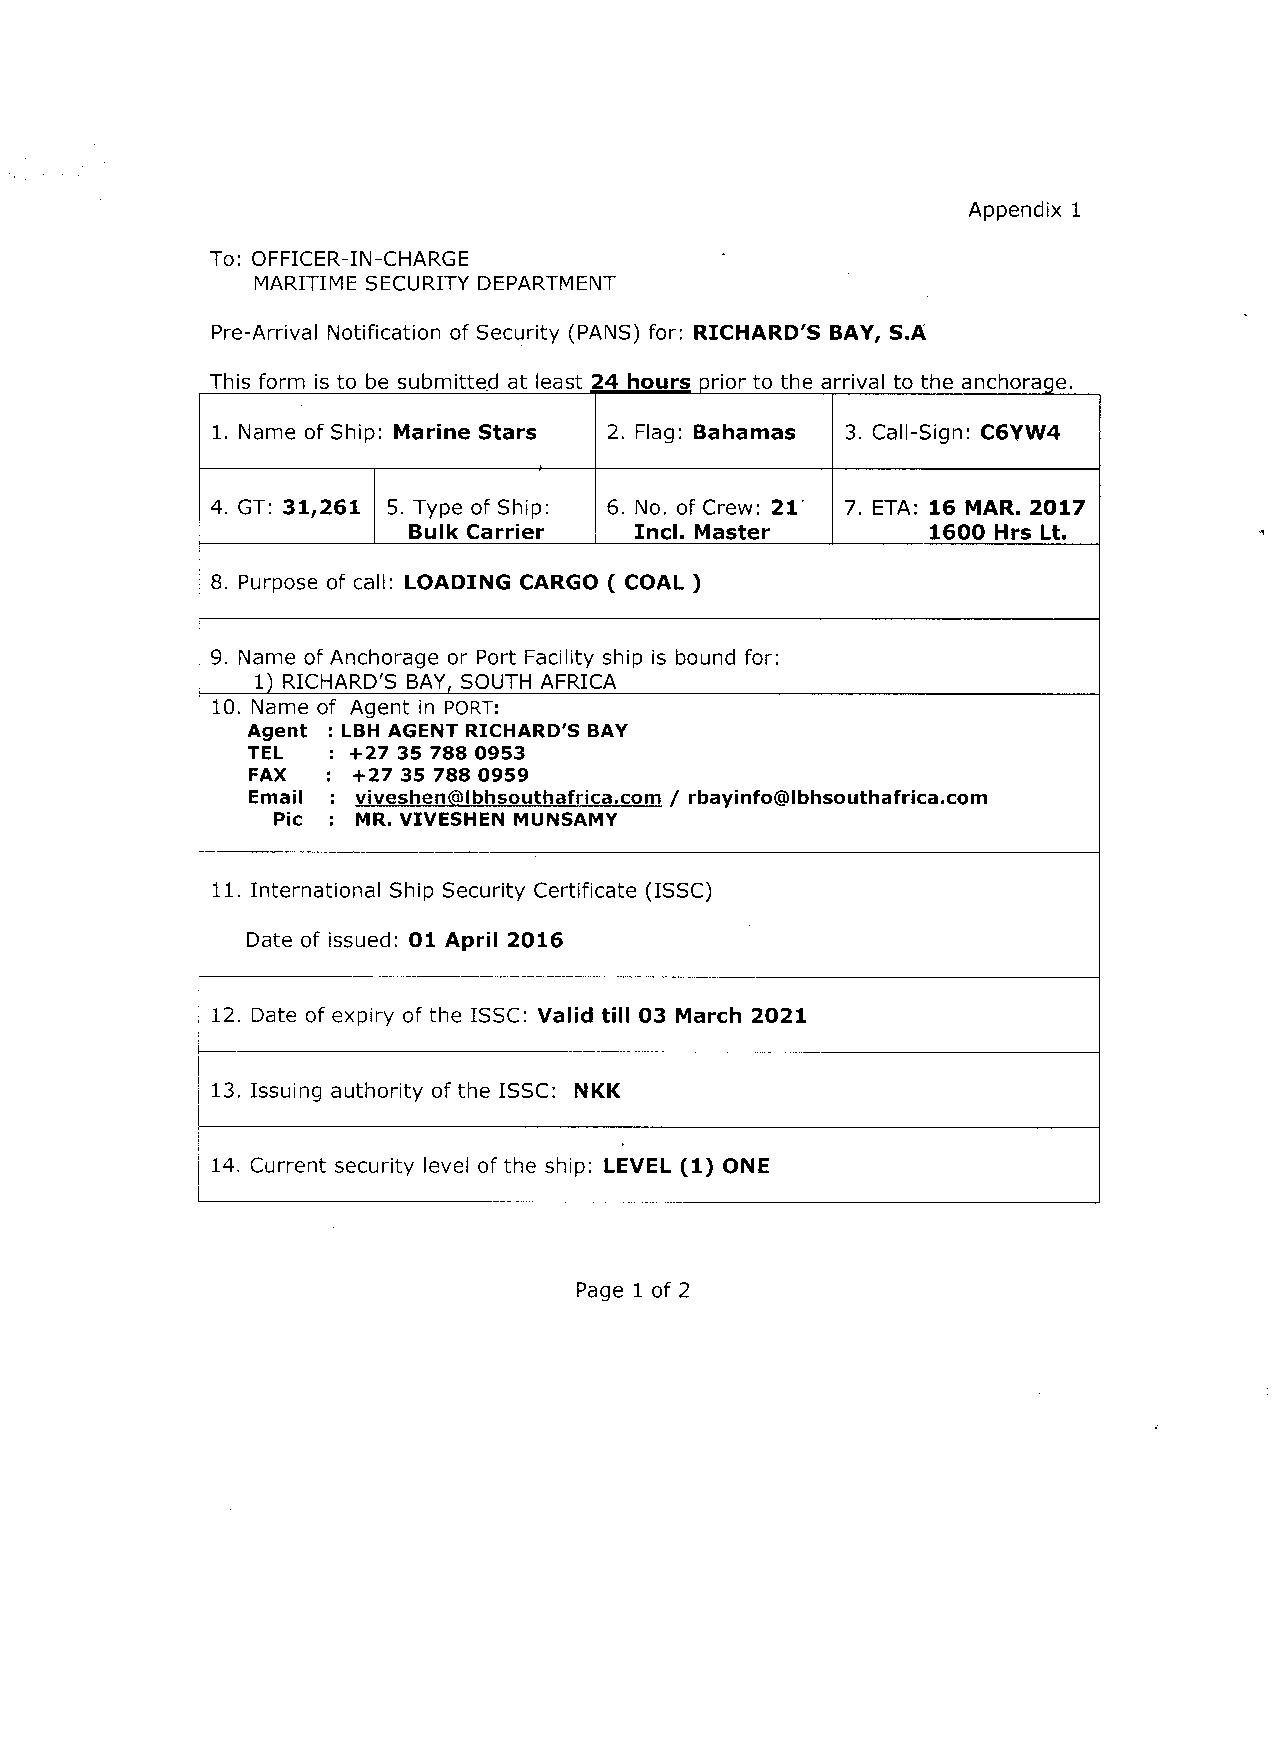 Appendix 1
To: OFFICER-IN-CHARGE
MARITIME SECURITY DEPARTMENT
Pre-Arrival Notification of Security (PANS) for: RICHARD'S BAY, S.A
This form is to be submitted at least 24 hours prior to the arrival to the anchorage.
1. Name of Ship: Marine Stars 2. Flag: Bahamas 3. Call-Sign: C6YW4
4. GT: 31,261 5. Type of Ship: 6. No. of Crew: 21 7. ETA: 16 MAR. 2017
Bulk Carrier Incl. Master 1600 Hrs Lt.
8. Purpose of call: LOADING CARGO ( COAL )
9. Name of Anchorage or Port Facility ship is bound for:
1) RICHARD'S BAY, SOUTH AFRICA
10. Name of Agent in PORT:
Agent : LBH AGENT RICHARD'S BAY
TEL : +27 35 788 0953
FAX : +27 35 788 0959
Email : viveshen@lbhsouthafrica.com / rbayinfo@lbhsouthafrica.com
Pic : MR. VIVESHEN MUNSAMY
11. International Ship Security Certificate (ISSC)
Date of issued: 01 April 2016
12. Date of expiry of the ISSC: Valid till 03 March 2021
13. Issuing authority of the ISSC: NKK
14. Current security level of the ship: LEVEL (1) ONE
Page 1 of 2